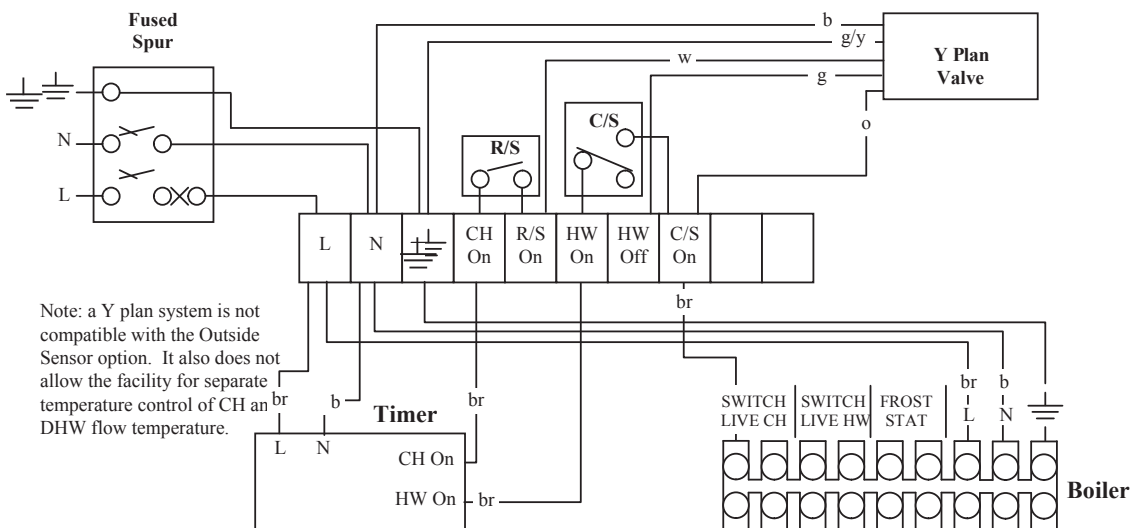 Fused
Spur
N
L
b
g/y
w
g
o
Y Plan
Valve
R/S
C/S
L
N
CH
On
R/S
On
HW
On
HW
Off
C/S
On
Note: a Y plan system is not
compatible with the Outside
Sensor option. It also does not
allow the facility for separate
temperature control of CH an
DHW flow temperature.
br
b
br
br
br
b
Timer
L
N
CH On
HW On
br
SWITCH
LIVE CH
SWITCH
LIVE HW
FROST
STAT
L
N
Boiler